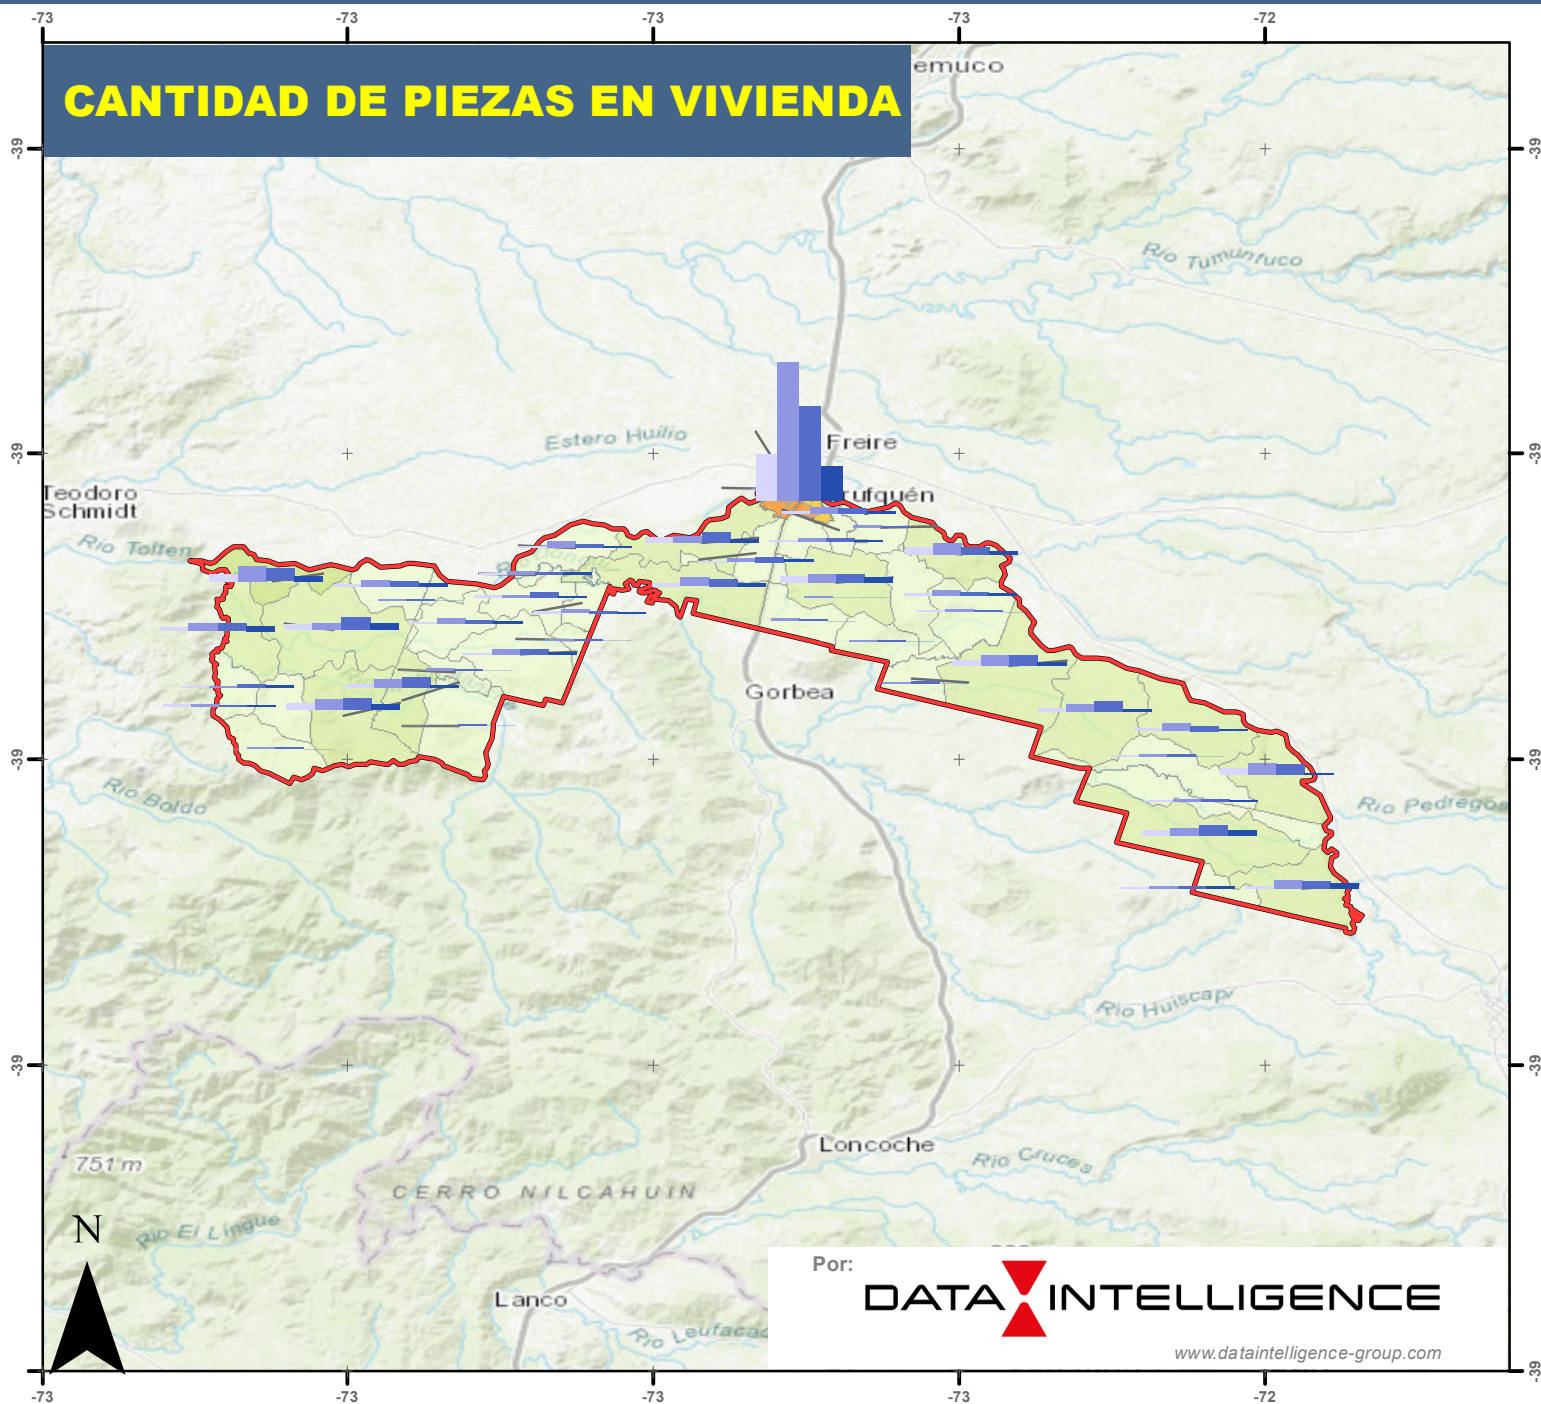 -73 -73 -73 -73 -72
CANTIDAD DE PIEZAS EN VIVIENDA
emuco
-39 -39
Río Tumuntuco
Estero Huilio
Freire
-39 -39
Teodoro
Schmidt
rufquén
Río Tolten
Gorbea
-39 -39
Río Boldo
Río Pedregos
Río Huiscapi
-39 -39
Loncoche
Río Cruces
751 m
CERRO ÑILCAHUIN
Río El Lingue
N
Por:
DATA INTELLIGENCE
www.dataintelligence-group.com
Lanco
Río Leufacad
-39
-73 -73 -73 -73 -72